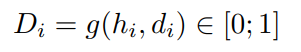 D_i = g(h_i, d_i) ∈ [0; 1]